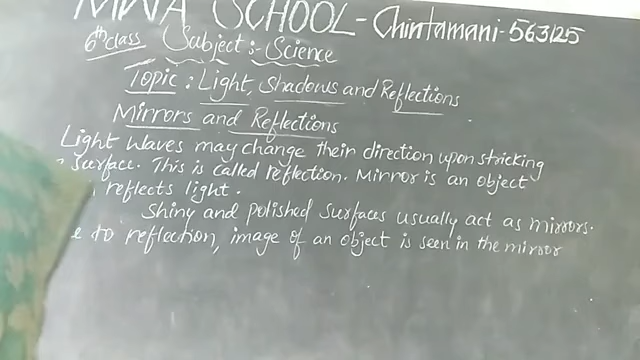 MWA SCHOOL - Chintamani - 563125
6th class Subject :- Science
Topic : Light, Shadows and Reflections
Mirrors and Reflections
Light waves may change their direction upon stricking
surface. This is called reflection. Mirror is an object
reflects light.
Shiny and polished surfaces usually act as mirrors.
to reflection, image of an object is seen in the mirror